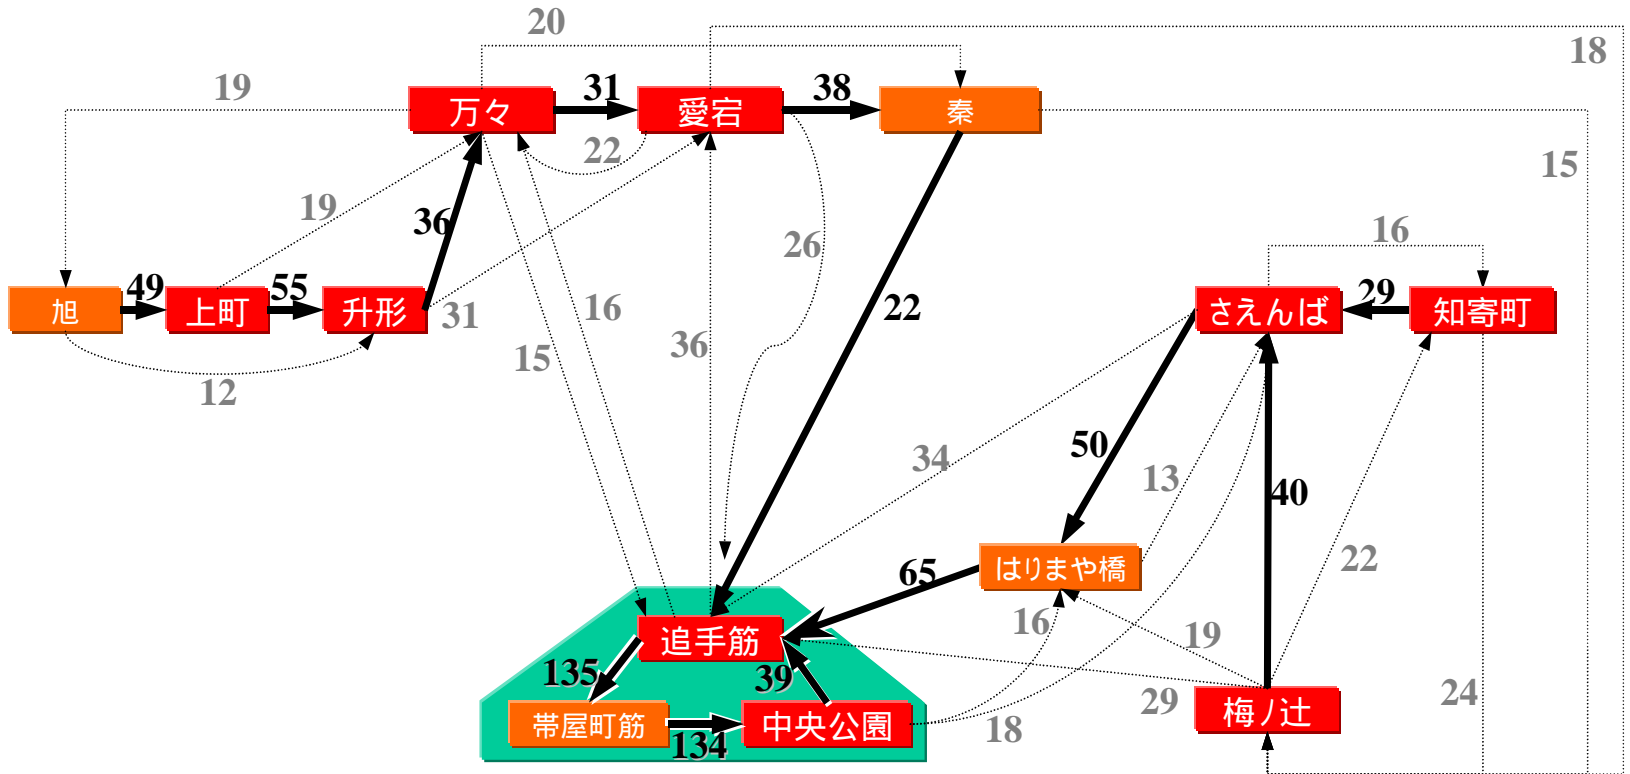 20
18
19
31
38
万々
愛宕
秦
22
15
19
36
26
16
49
55
29
旭
上町
升形
31
16
22
さえんば
知寄町
15
36
12
34
50
13
40
65
はりまや橋
22
16
19
追手筋
135
39
29
24
帯屋町筋
134
中央公園
18
梅ノ辻